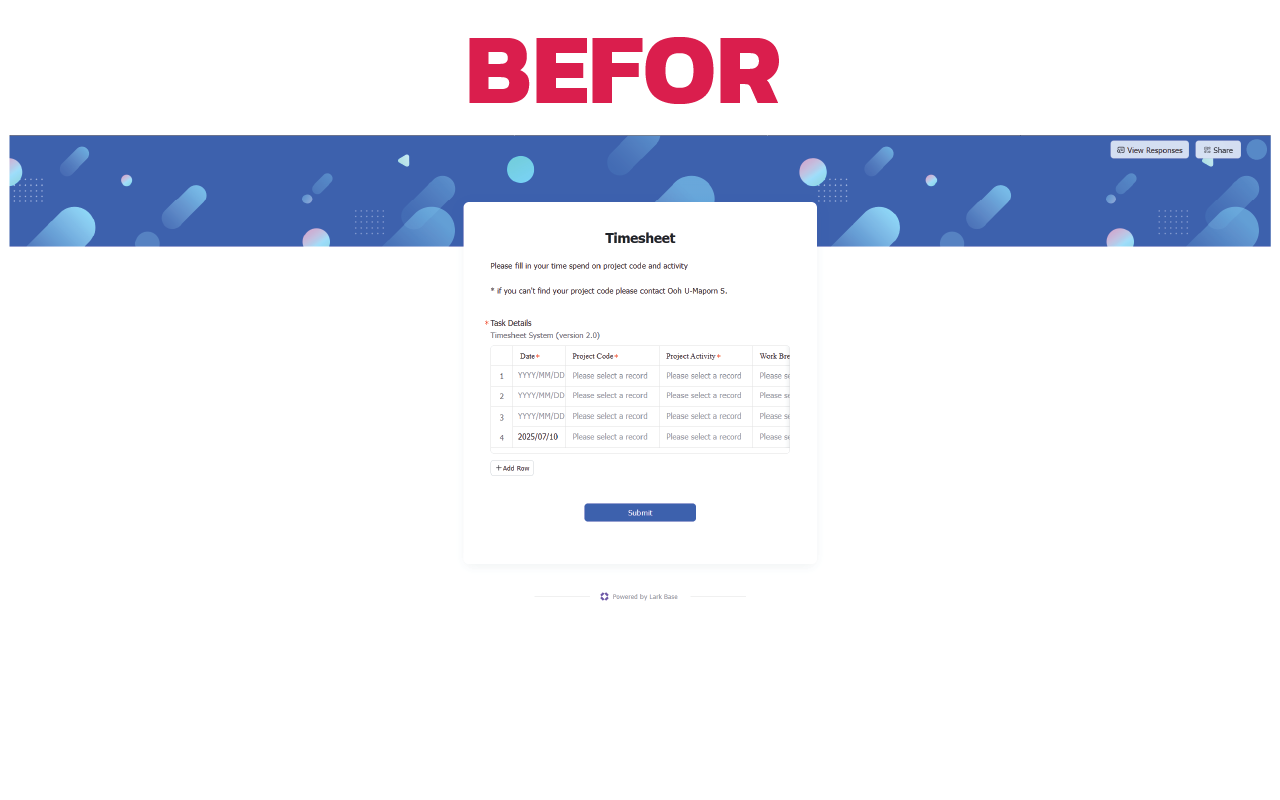 BEFOR
View Responses Share
Timesheet
Please fill in your time spend on project code and activity
* if you can't find your project code please contact Ooh U-Maporn S.
* Task Details
Timesheet System (version 2.0)
Date* Project Code* Project Activity* Work Bre
1 YYYY/MM/DD Please select a record Please select a record Please se
2 YYYY/MM/DD Please select a record Please select a record Please se
3 YYYY/MM/DD Please select a record Please select a record Please se
4 2025/07/10 Please select a record Please select a record Please se
+ Add Row
Submit
Powered by Lark Base